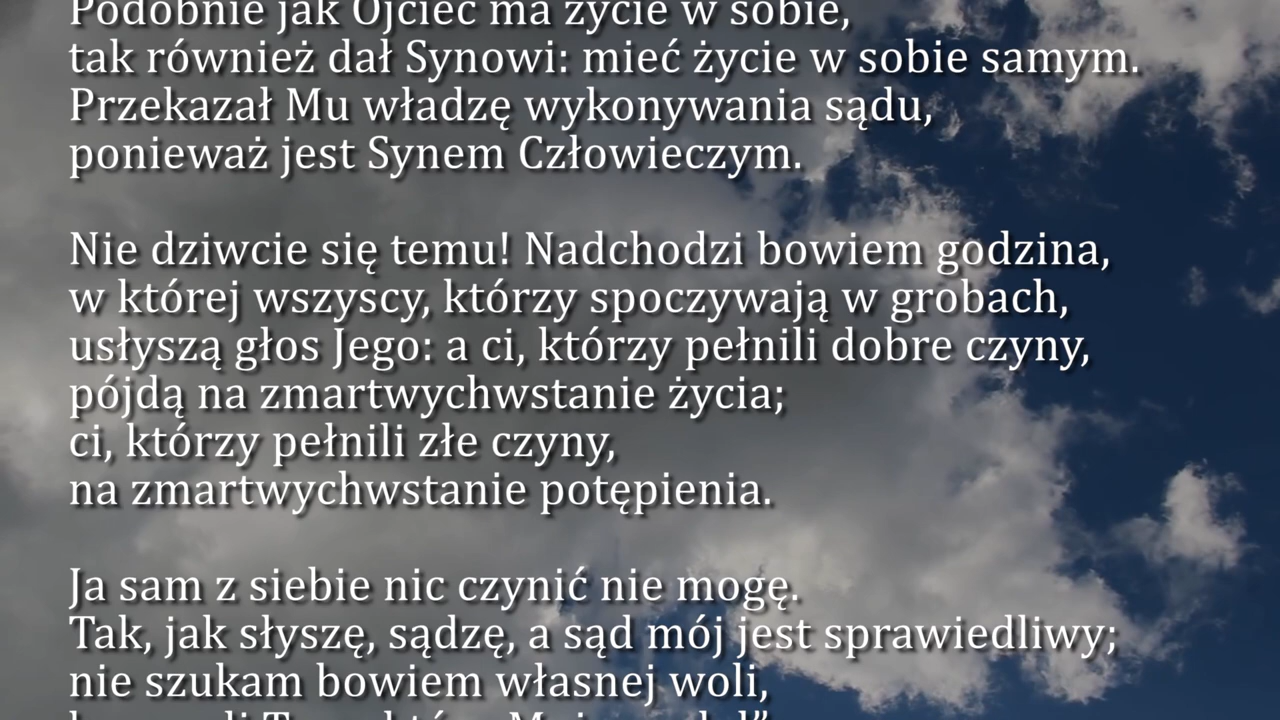 Podobnie jak Ojciec ma życie w sobie,
tak również dał Synowi: mieć życie w sobie samym.
Przekazał Mu władzę wykonywania sądu,
ponieważ jest Synem Człowieczym.
Nie dziwcie się temu! Nadchodzi bowiem godzina,
w której wszyscy, którzy spoczywają w grobach,
usłyszą głos Jego: a ci, którzy pełnili dobre czyny,
pójdą na zmartwychwstanie życia;
ci, którzy pełnili złe czyny,
na zmartwychwstanie potępienia.
Ja sam z siebie nic czynić nie mogę.
Tak, jak słyszę, sądzę, a sąd mój jest sprawiedliwy;
nie szukam bowiem własnej woli,